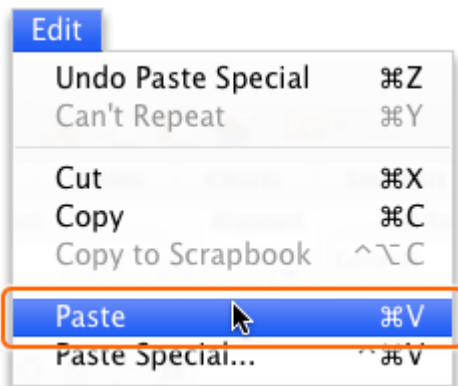 Edit
Undo Paste Special ⌘Z
Can't Repeat ⌘Y
Cut ⌘X
Copy ⌘C
Copy to Scrapbook ^⌥C
Paste ⌘V
Paste Special... ^⌘V